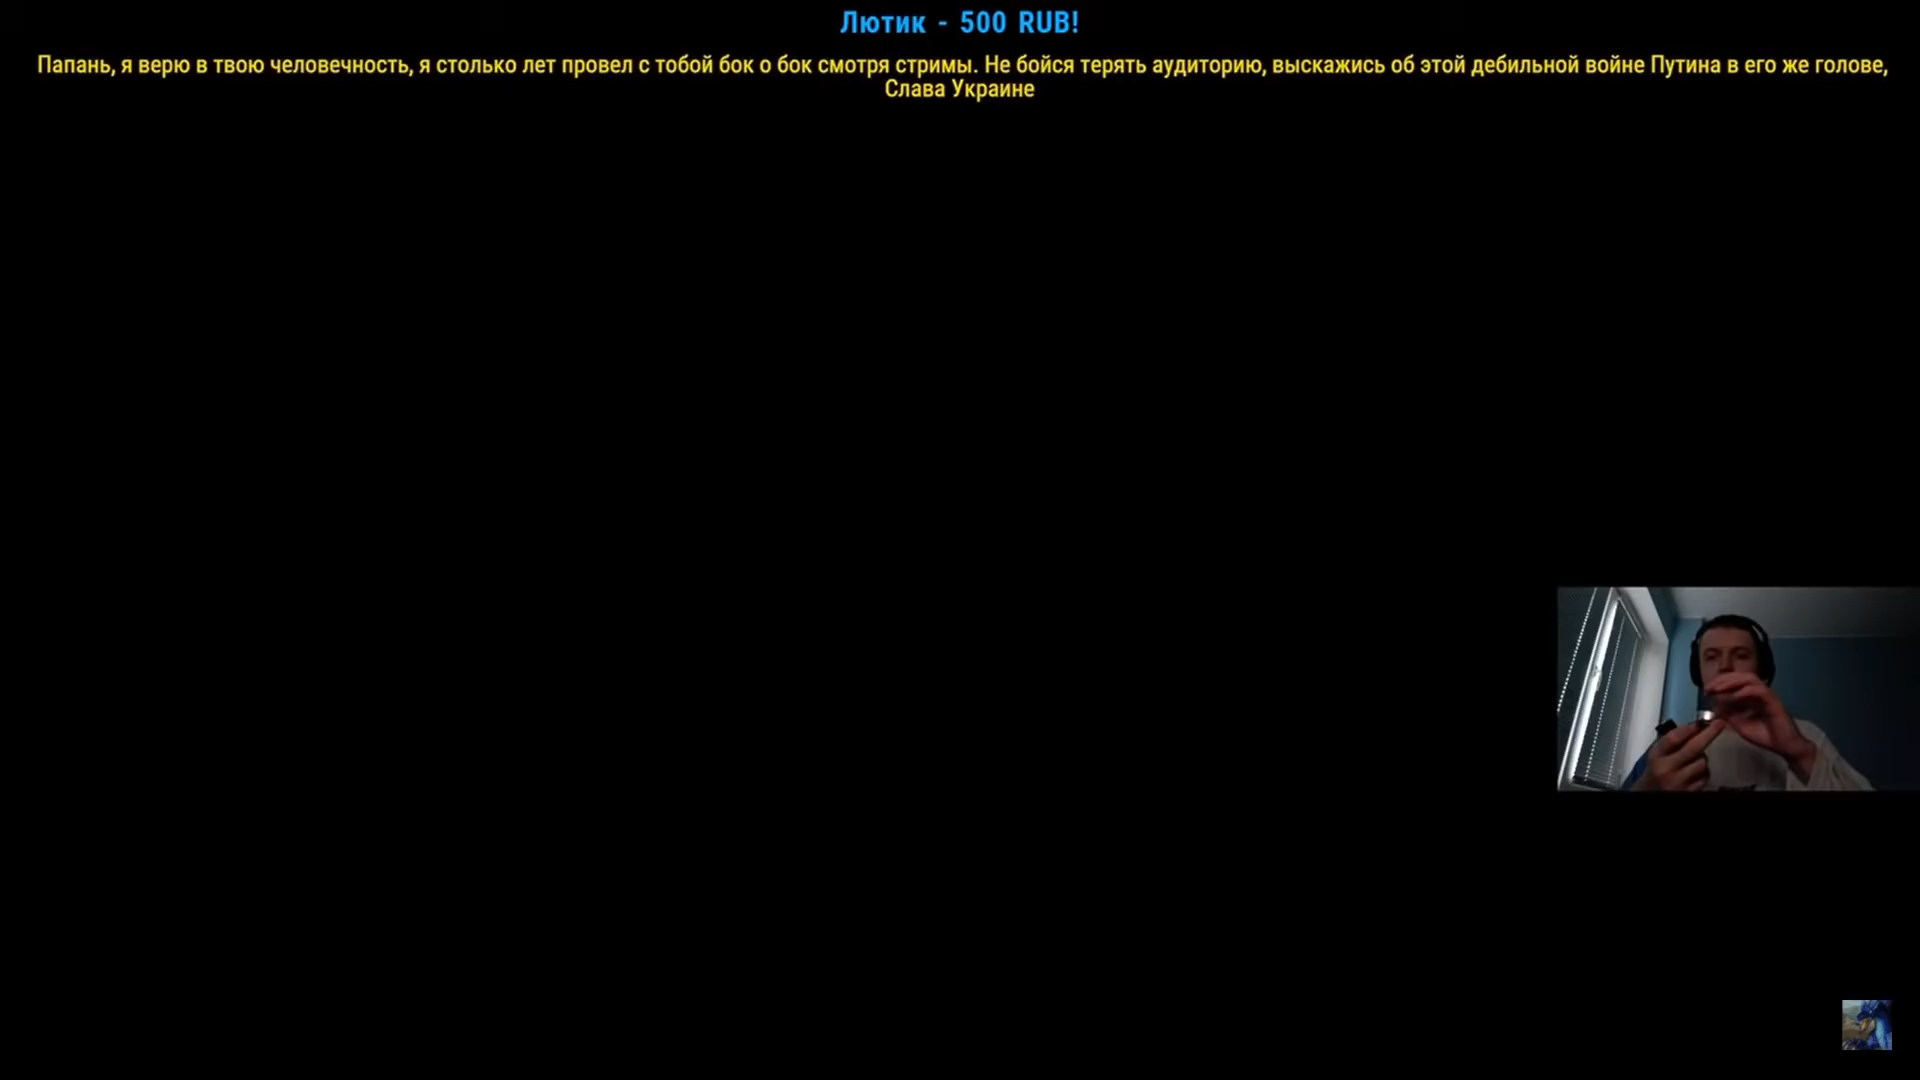 Лютик - 500 RUB!
Папань, я верю в твою человечность, я столько лет провел с тобой бок о бок смотря стримы. Не бойся терять аудиторию, выскажись об этой дебильной войне Путина в его же голове,
Слава Украине